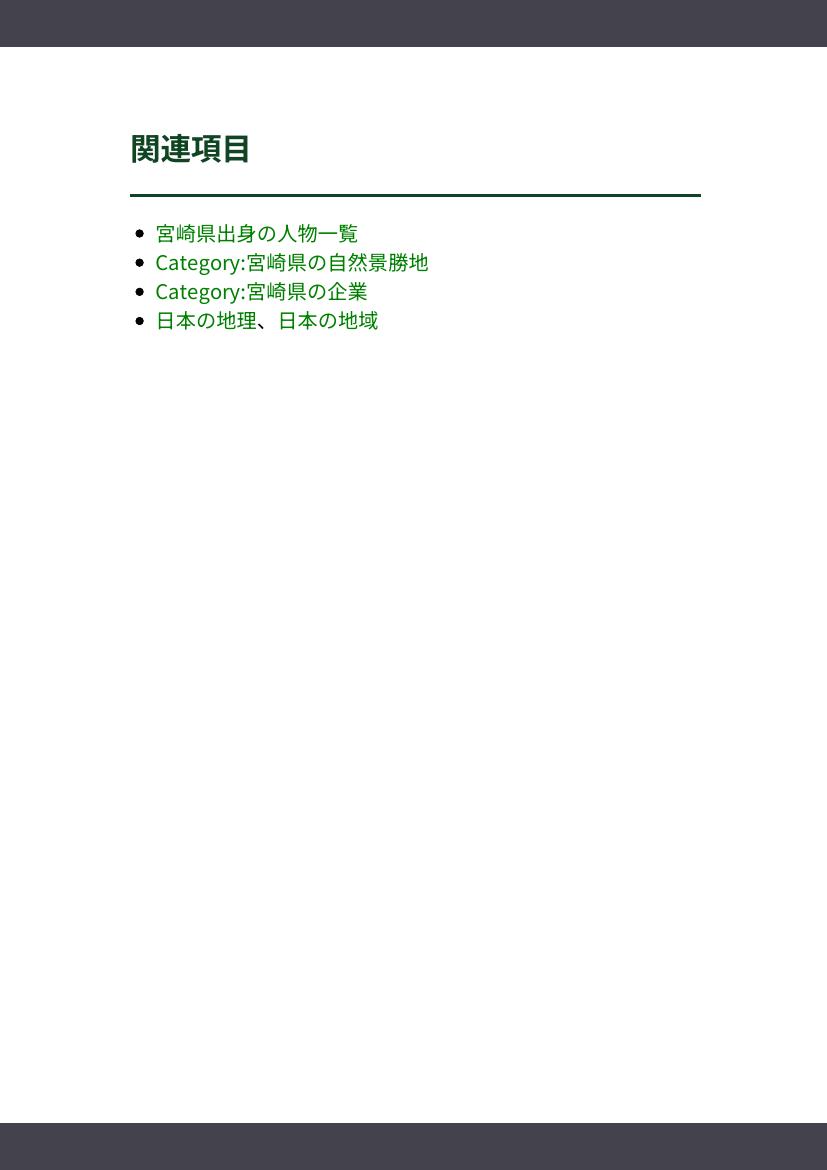 関連項目
宮崎県出身の人物一覧
Category:宮崎県の自然景勝地
Category:宮崎県の企業
日本の地理、日本の地域